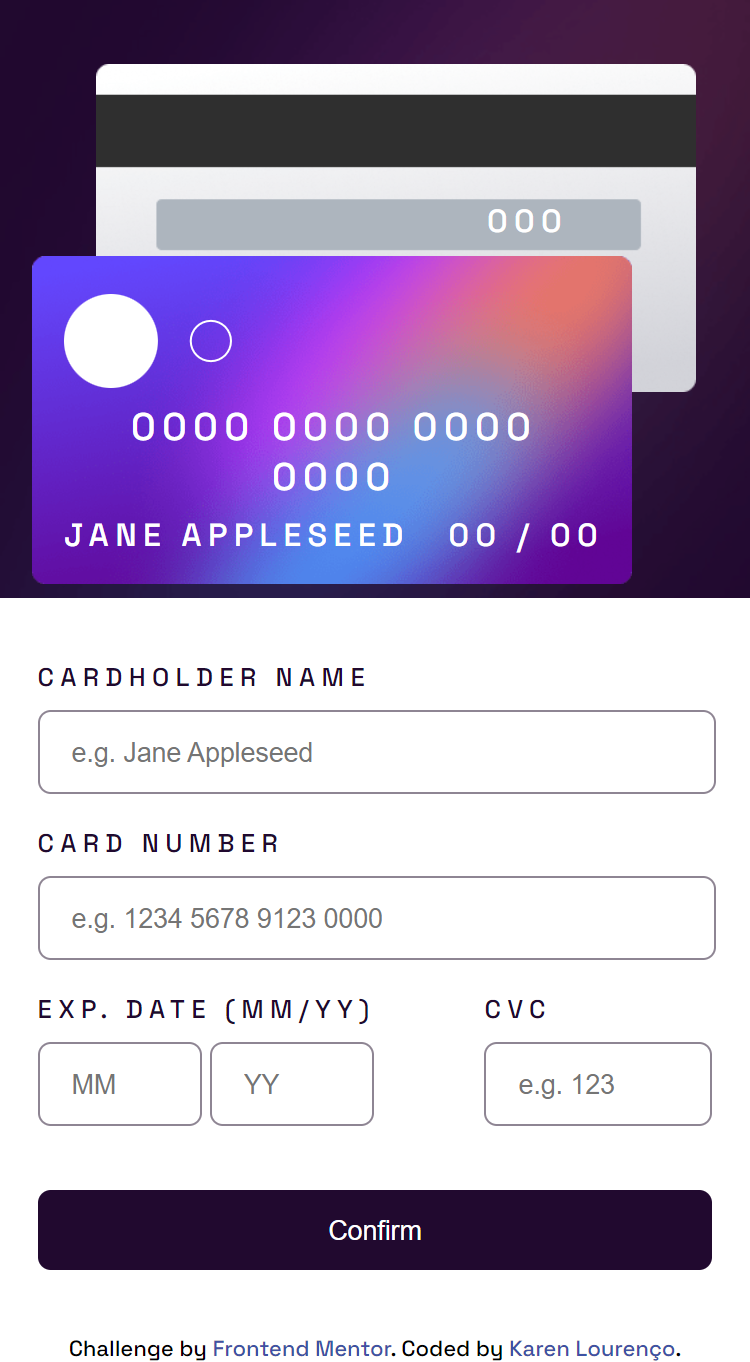 000
0000 0000 0000
0000
JANE APPLESEED 00 / 00
CARDHOLDER NAME
e.g. Jane Appleseed
CARD NUMBER
e.g. 1234 5678 9123 0000
EXP. DATE (MM/YY) CVC
MM YY e.g. 123
Confirm
Challenge by Frontend Mentor. Coded by Karen Lourenço.